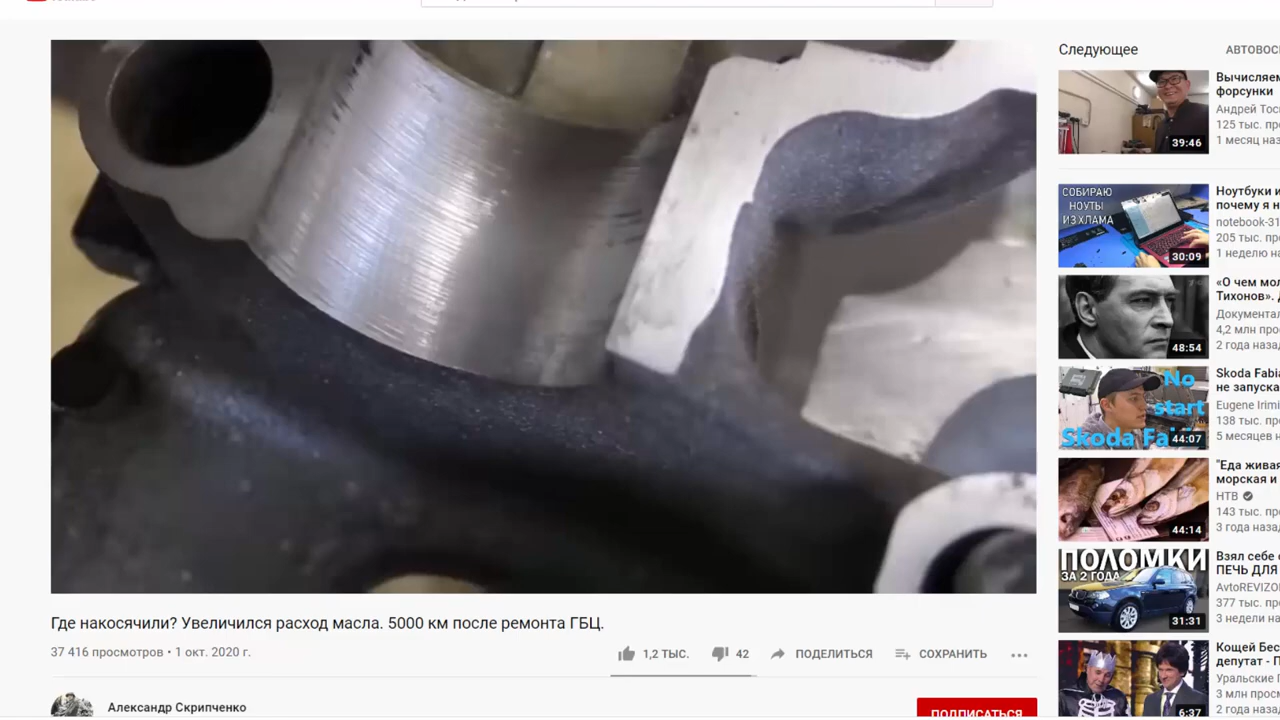 Где накосячили? Увеличился расход масла. 5000 км после ремонта ГБЦ.
37 416 просмотров • 1 окт. 2020 г.
1,2 ТЫС.
42
ПОДЕЛИТЬСЯ
СОХРАНИТЬ
Александр Скрипченко
ПОДПИСАТЬСЯ
Следующее
АВТОВОС
39:46
Вычисляем
форсунки
Андрей Тос
125 тыс. пр
1 месяц наз
СОБИРАЮ
НОУТЫ
ИЗ ХЛАМА
30:09
Ноутбуки и
почему я н
notebook-31
205 тыс. пр
1 неделю на
48:54
«О чем мол
Тихонов». Д
Документал
4,2 млн про
2 года назад
No
start
Skoda Fabi
44:07
Skoda Fabia
не запуска
Eugene Irimi
138 тыс. пр
5 месяцев н
44:14
"Еда живая
морская и
НТВ
143 тыс. про
3 года назад
ПОЛОМКИ
ЗА 2 ГОДА
31:31
Взял себе с
ПЕЧЬ ДЛЯ
AvtoREVIZO
377 тыс. пр
3 недели на
6:37
Кощей Бес
депутат - П
Уральские П
3 млн просм
2 года назад